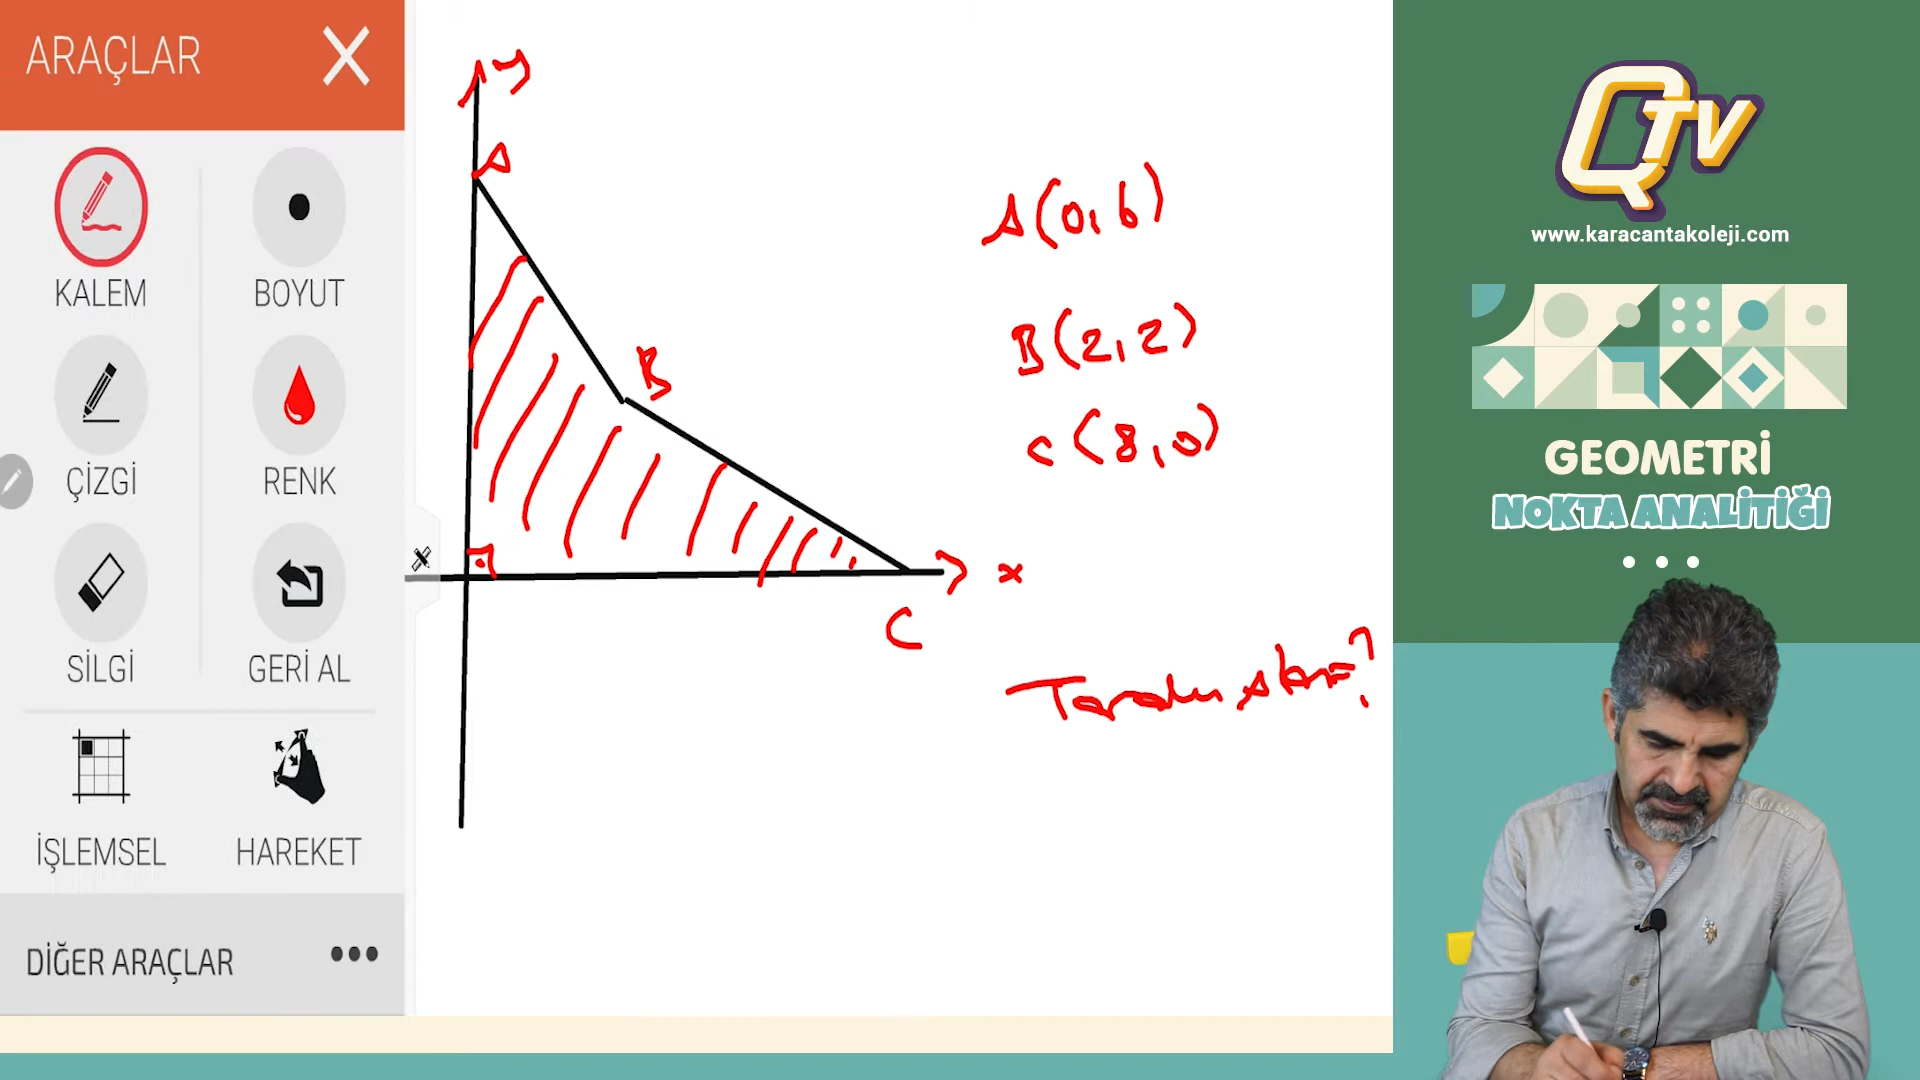 ARAÇLAR
KALEM
BOYUT
ÇİZGİ
RENK
SİLGİ
GERİ AL
İŞLEMSEL
HAREKET
DİĞER ARAÇLAR
y
A
B
C
x
A(0,6)
B(2,2)
C(8,0)
Taralı Alan=?
QTV
www.karacantakoleji.com
GEOMETRİ
NOKTA ANALİTİĞİ